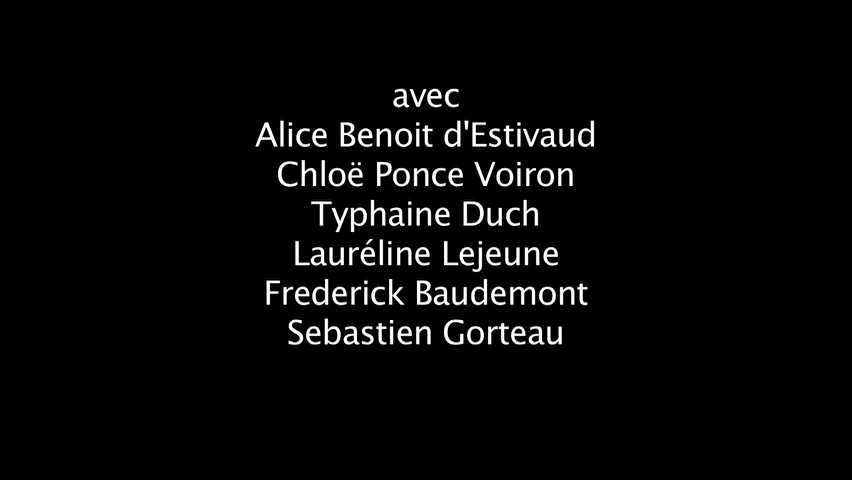 avec
Alice Benoit d'Estivaud
Chloë Ponce Voiron
Typhaine Duch
Lauréline Lejeune
Frederick Baudemont
Sebastien Gorteau